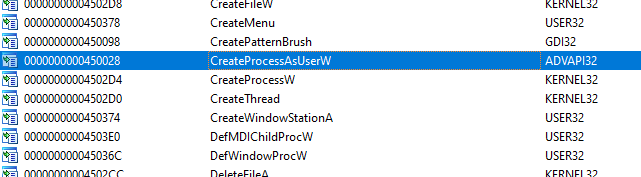 00000000004502D8 CreateFileW KERNEL32
0000000000450378 CreateMenu USER32
0000000000450098 CreatePatternBrush GDI32
0000000000450028 CreateProcessAsUserW ADVAPI32
00000000004502D4 CreateProcessW KERNEL32
00000000004502D0 CreateThread KERNEL32
0000000000450374 CreateWindowStationA USER32
00000000004503E0 DefMDIChildProcW USER32
000000000045036C DefWindowProcW USER32
00000000004502CC DeleteFileA KERNEL32